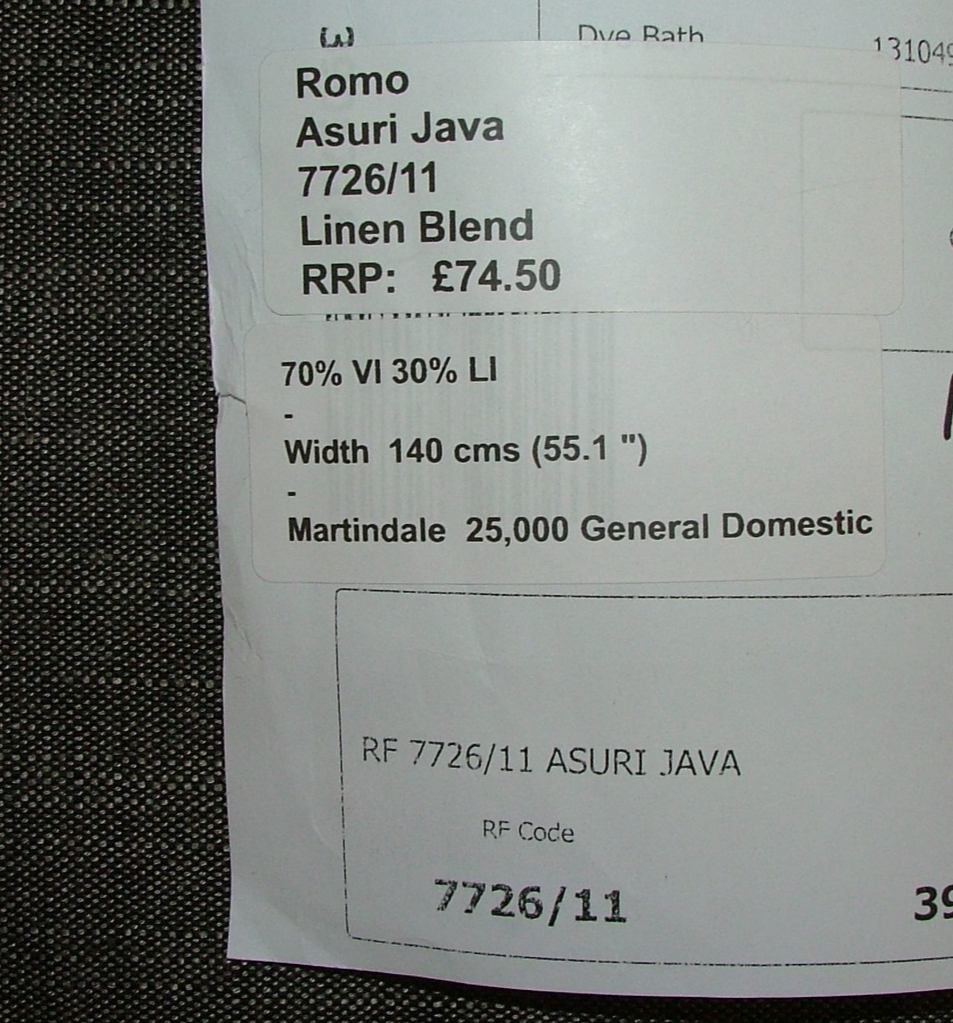 Dye Bath
Romo
Asuri Java
7726/11
Linen Blend
RRP: £74.50
70% VI 30% LI
-
Width 140 cms (55.1 ")
-
Martindale 25,000 General Domestic
RF 7726/11 ASURI JAVA
RF Code
7726/11